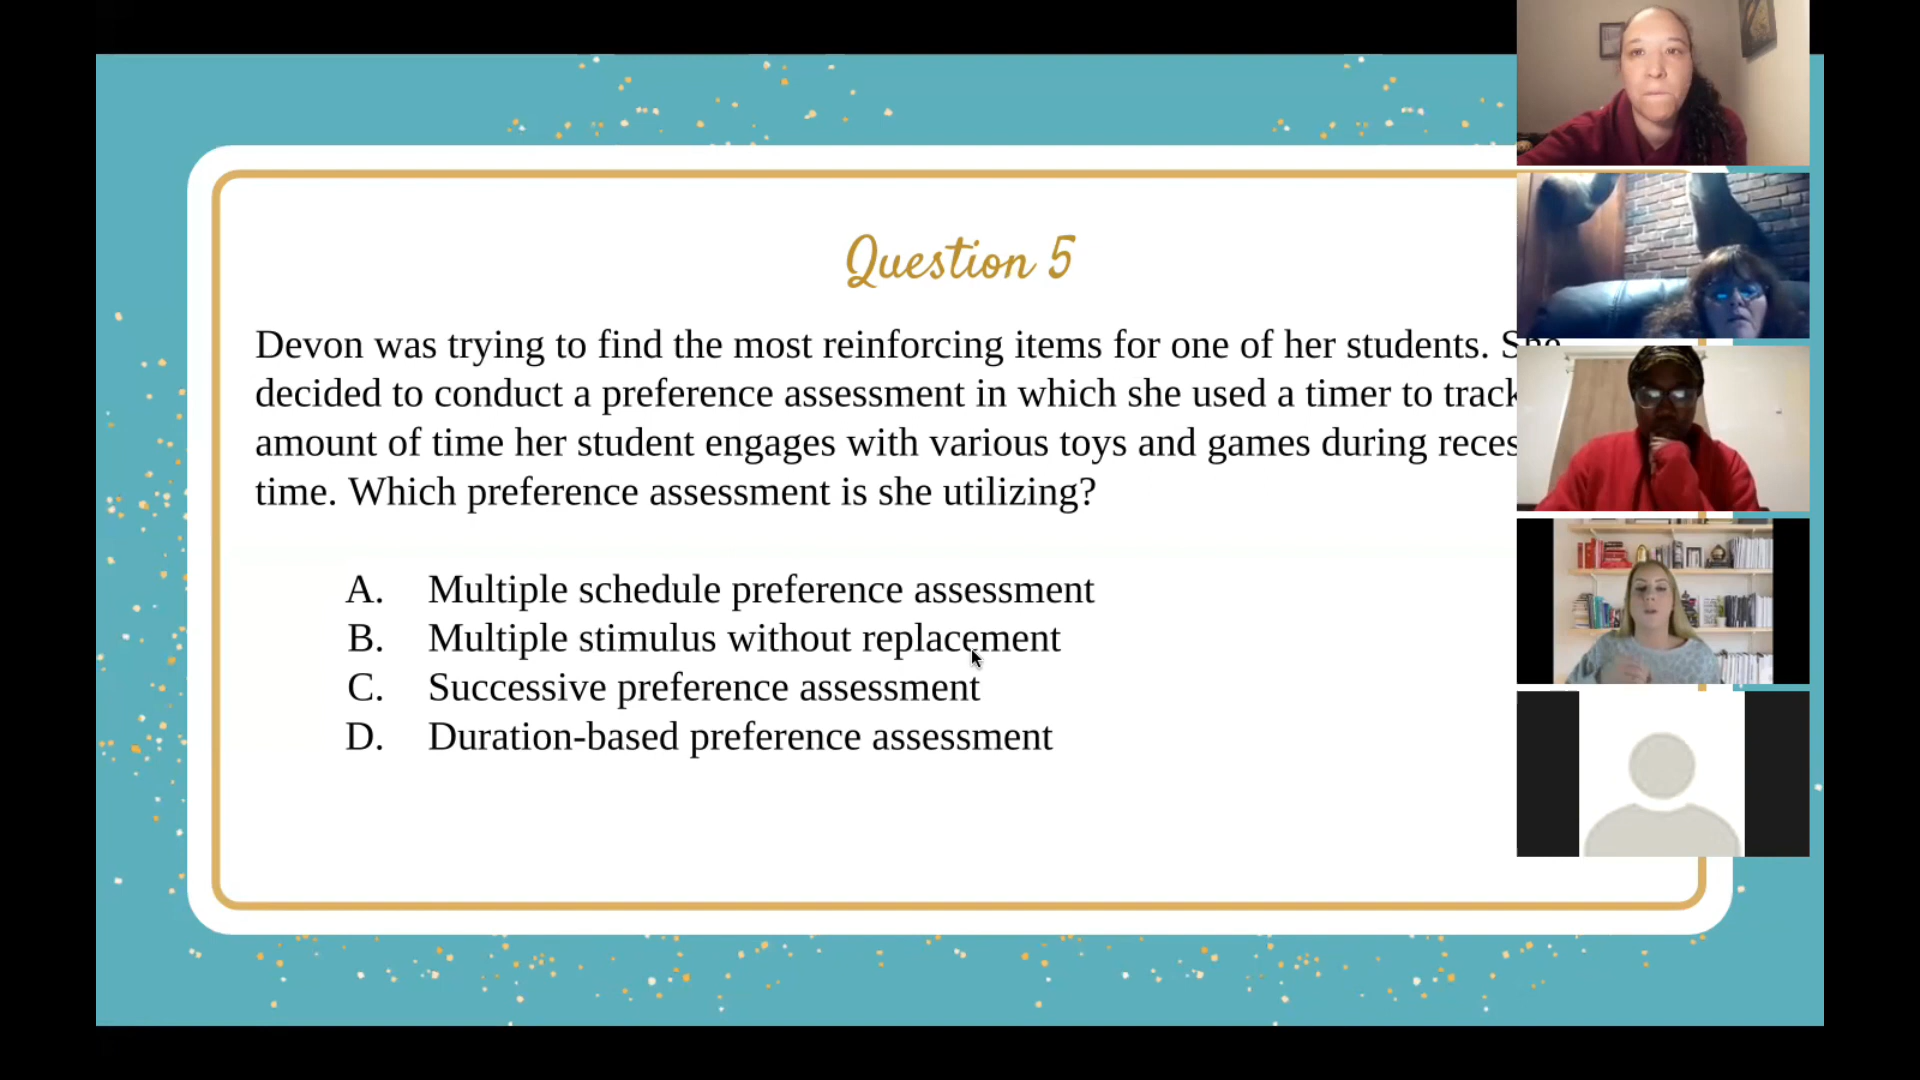 Question 5
Devon was trying to find the most reinforcing items for one of her students. She
decided to conduct a preference assessment in which she used a timer to track
amount of time her student engages with various toys and games during
time. Which preference assessment is she utilizing?
A. Multiple schedule preference assessment
B. Multiple stimulus without replacement
C. Successive preference assessment
D. Duration-based preference assessment